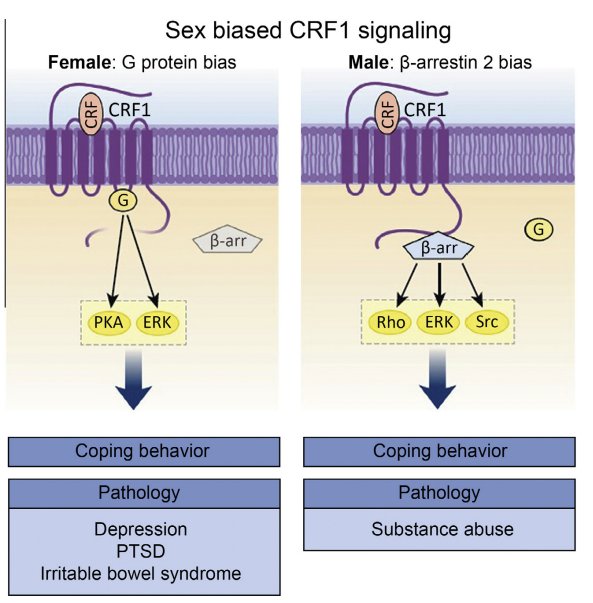 Sex biased CRF1 signaling
Female: G protein bias
CRF
CRF1
G
β-arr
PKA
ERK
Coping behavior
Pathology
Depression
PTSD
Irritable bowel syndrome
Male: β-arrestin 2 bias
CRF
CRF1
G
β-arr
Rho
ERK
Src
Coping behavior
Pathology
Substance abuse